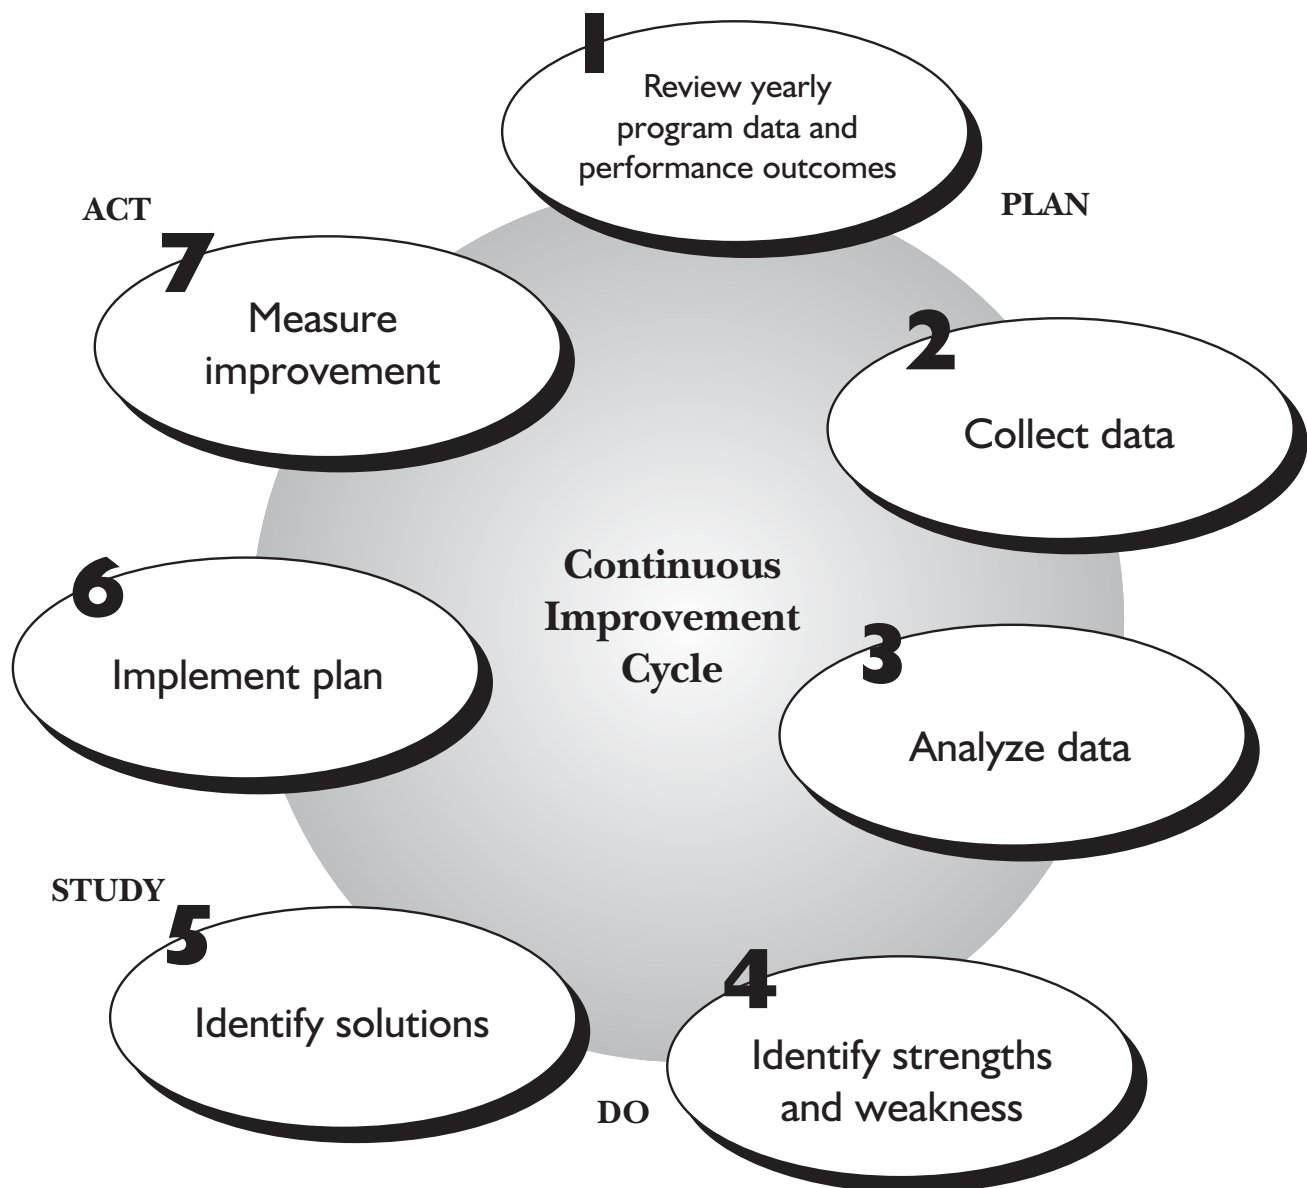 1
Review yearly
program data and
performance outcomes
PLAN
2
Collect data
3
Analyze data
4
Identify strengths
and weakness
DO
5
Identify solutions
STUDY
6
Implement plan
7
Measure
improvement
ACT
Continuous
Improvement
Cycle